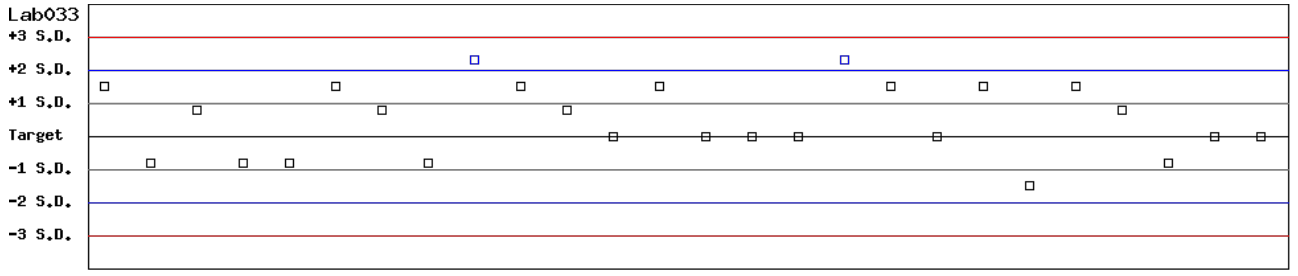 Lab033
+3 S.D.
+2 S.D.
+1 S.D.
Target
-1 S.D.
-2 S.D.
-3 S.D.